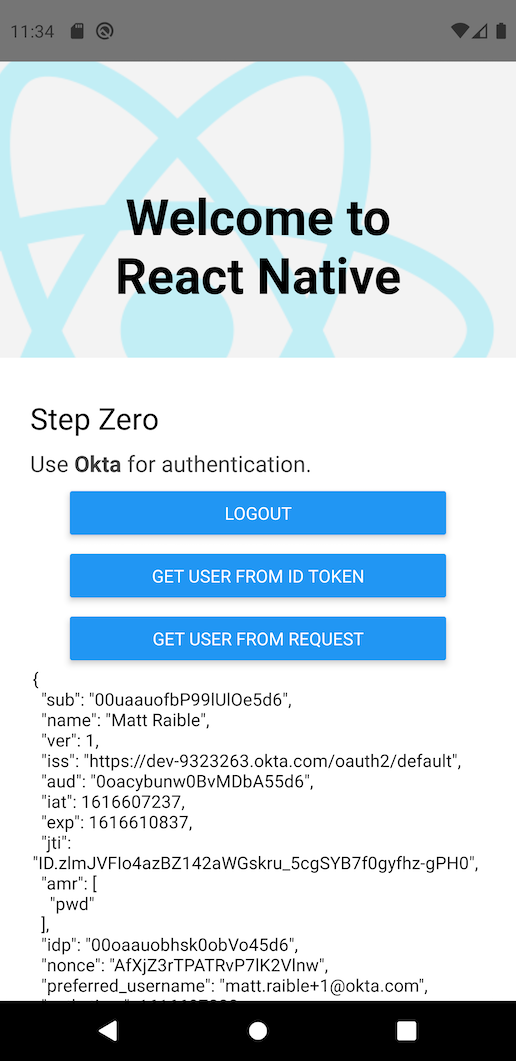 11:34
Welcome to
React Native
Step Zero
Use Okta for authentication.
LOGOUT
GET USER FROM ID TOKEN
GET USER FROM REQUEST
{
"sub": "00uaauofbP99lUlOe5d6",
"name": "Matt Raible",
"ver": 1,
"iss": "https://dev-9323263.okta.com/oauth2/default",
"aud": "0oacybunw0BvMDbA55d6",
"iat": 1616607237,
"exp": 1616610837,
"jti":
"ID.zlmJVFIo4azBZ142aWGskru_5cgSYB7f0gyfhz-gPH0",
"amr": [
"pwd"
],
"idp": "00oaauobhsk0obVo45d6",
"nonce": "AfXjZ3rTPATRvP7lK2Vlnw",
"preferred_username": "matt.raible+1@okta.com",